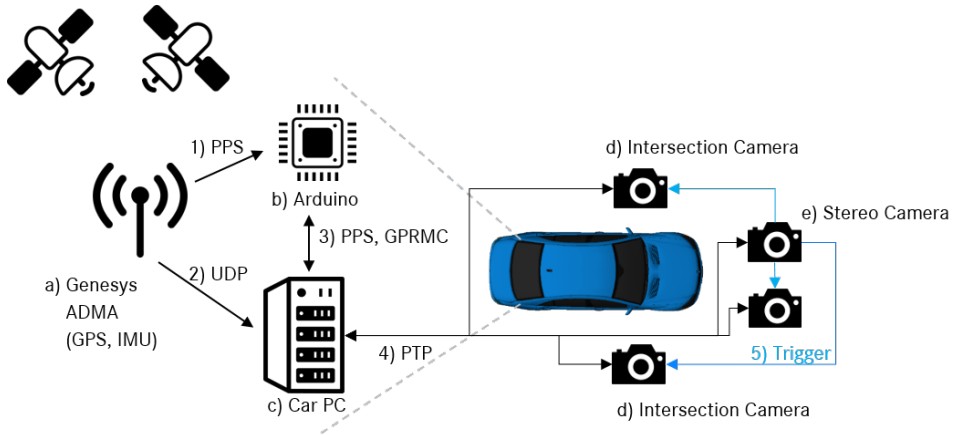 1) PPS
b) Arduino
3) PPS, GPRMC
2) UDP
a) Genesys
ADMA
(GPS, IMU)
c) Car PC
4) PTP
d) Intersection Camera
e) Stereo Camera
5) Trigger
d) Intersection Camera